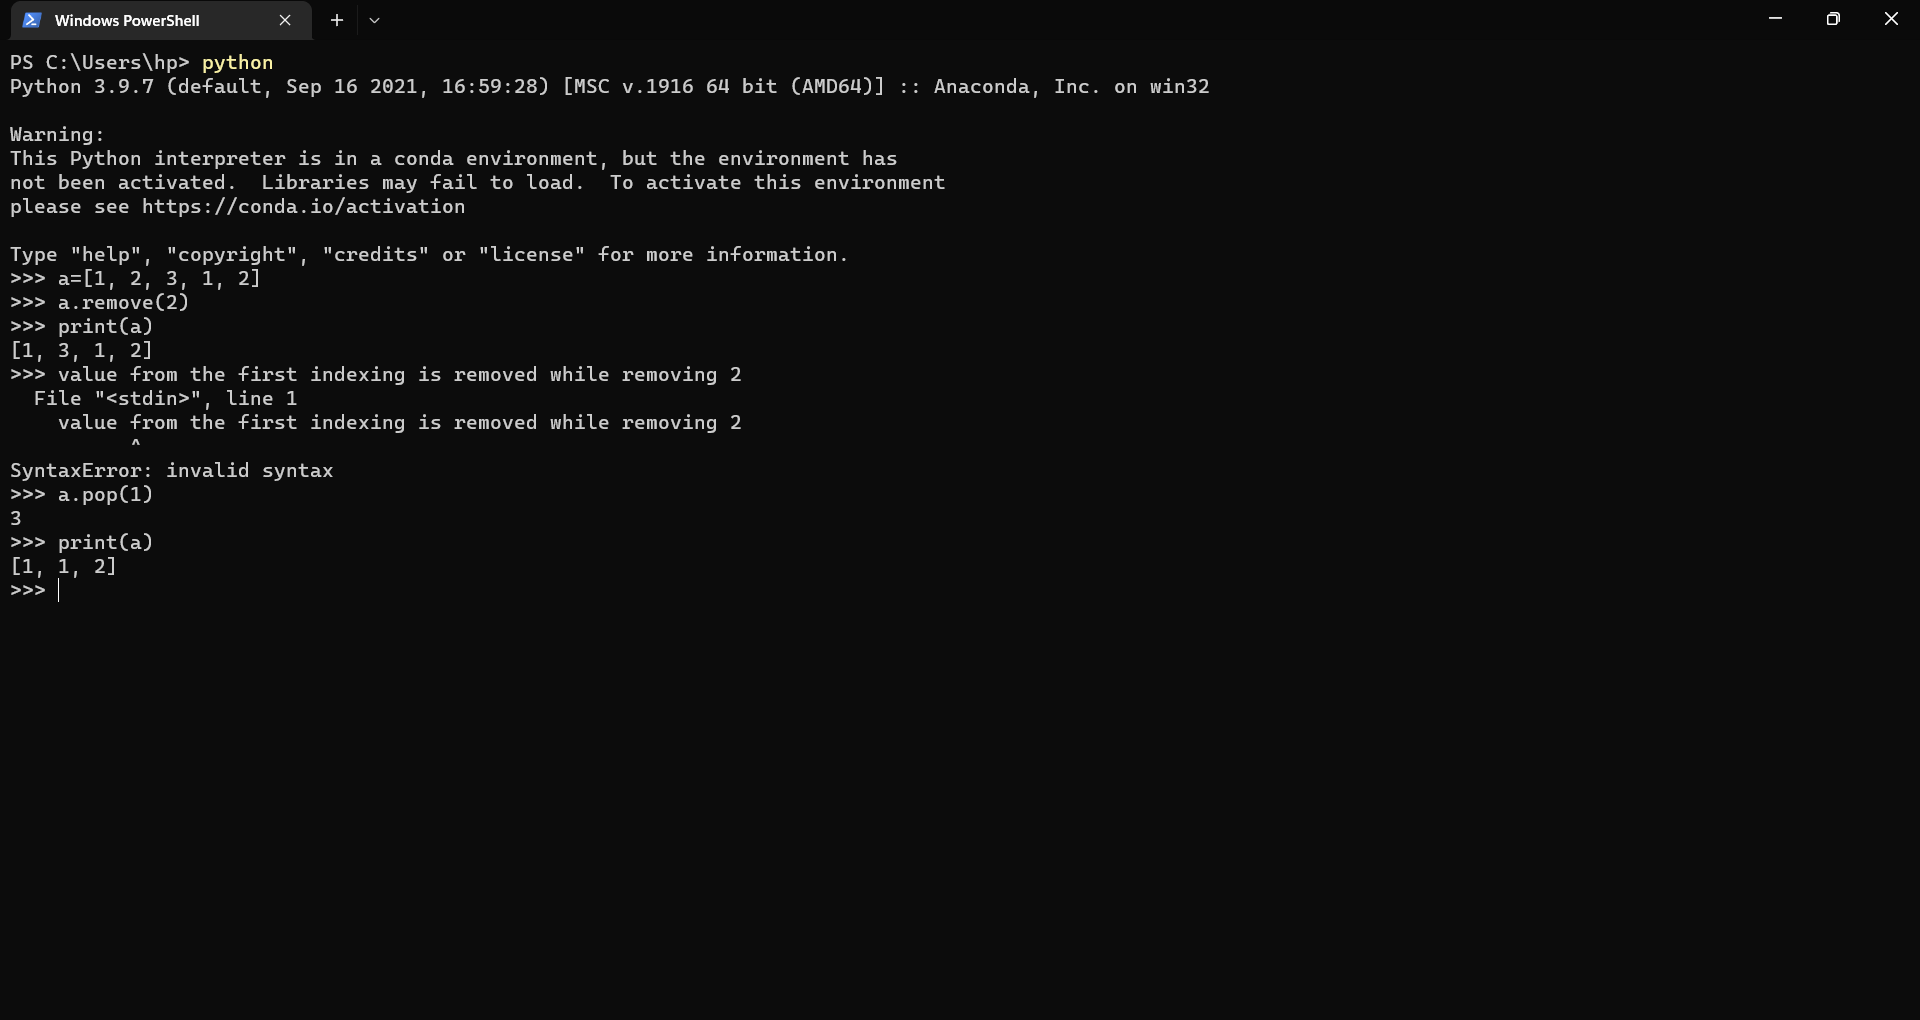 Windows PowerShell
PS C:\Users\hp> python
Python 3.9.7 (default, Sep 16 2021, 16:59:28) [MSC v.1916 64 bit (AMD64)] :: Anaconda, Inc. on win32
Warning:
This Python interpreter is in a conda environment, but the environment has
not been activated.  Libraries may fail to load.  To activate this environment
please see https://conda.io/activation
Type "help", "copyright", "credits" or "license" for more information.
>>> a=[1, 2, 3, 1, 2]
>>> a.remove(2)
>>> print(a)
[1, 3, 1, 2]
>>> value from the first indexing is removed while removing 2
  File "<stdin>", line 1
    value from the first indexing is removed while removing 2
          ^
SyntaxError: invalid syntax
>>> a.pop(1)
3
>>> print(a)
[1, 1, 2]
>>>